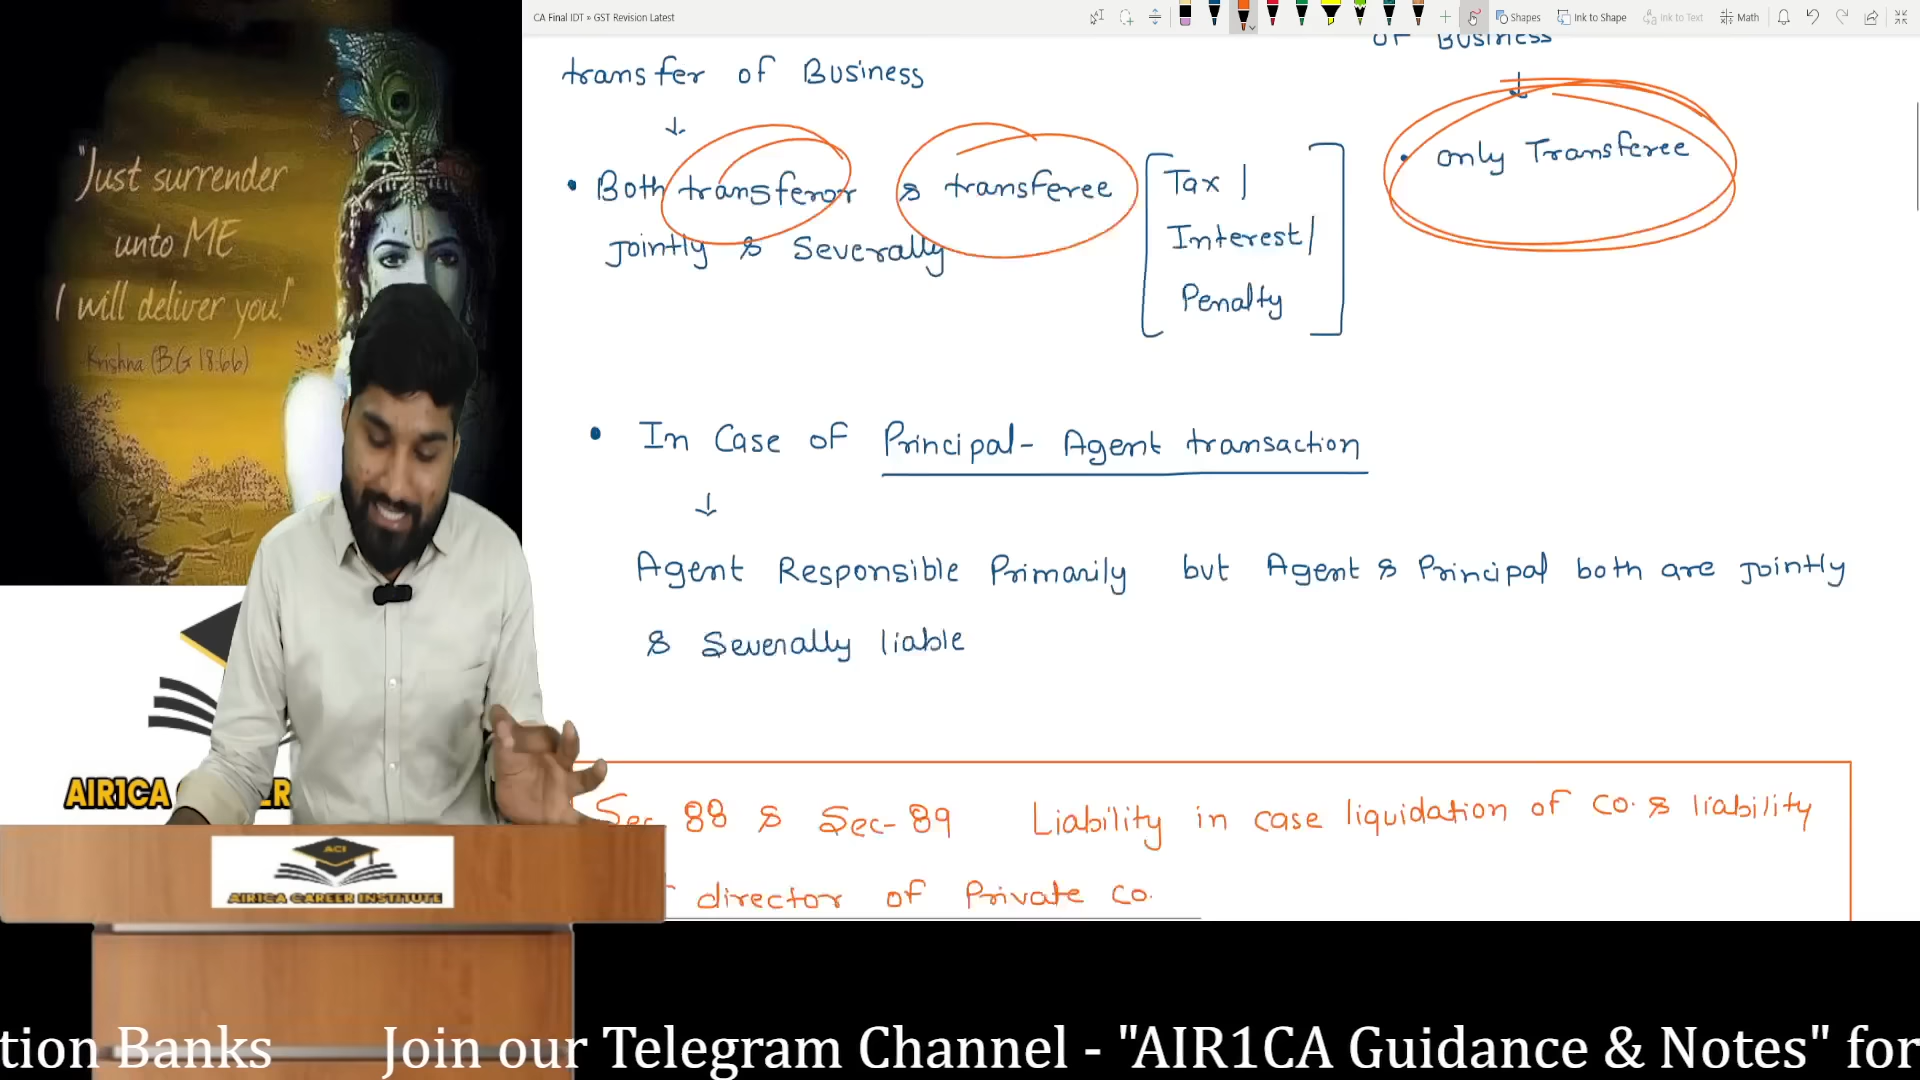 CA Final IDT » GST Revision Latest
Shapes
Ink to Shape
Ink to Text
Math
"Just surrender
unto ME
I will deliver you!"
-Krishna (B.G 18:66)
of Business
transfer of Business
• Both transferor & transferee
Jointly & Severally
Tax |
Interest/
Penalty
• only Transferee
• In Case of Principal- Agent transaction
Agent Responsible Primarily but Agent & Principal both are jointly
& Severally liable
Sec 88 & Sec-89 Liability in case liquidation of co. & liability
director of Private co.
AIR1CA
ER
ACI
AIR1CA CAREER INSTITUTE
tion Banks Join our Telegram Channel - "AIR1CA Guidance & Notes" for